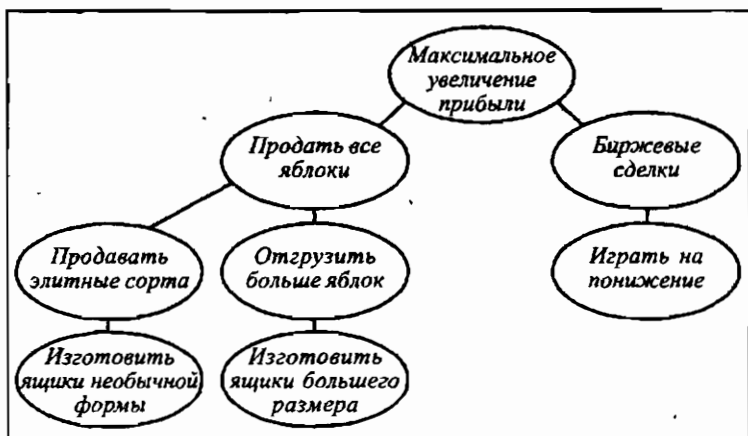 Максимальное
увеличение
прибыли
Продать все
яблоки
Биржевые
сделки
Продавать
элитные сорта
Отгрузить
больше яблок
Играть на
понижение
Изготовить
ящики необычной
формы
Изготовить
ящики большего
размера